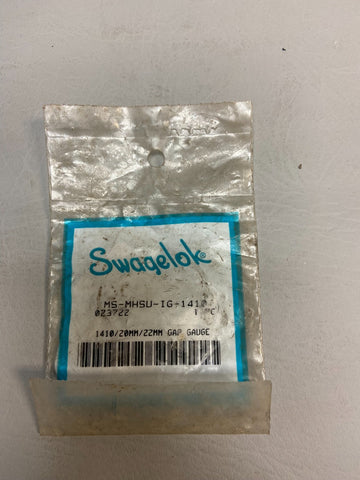 Swagelok
MS-MHSU-IG-1410
023722
1410/20MM/22MM GAP GAUGE